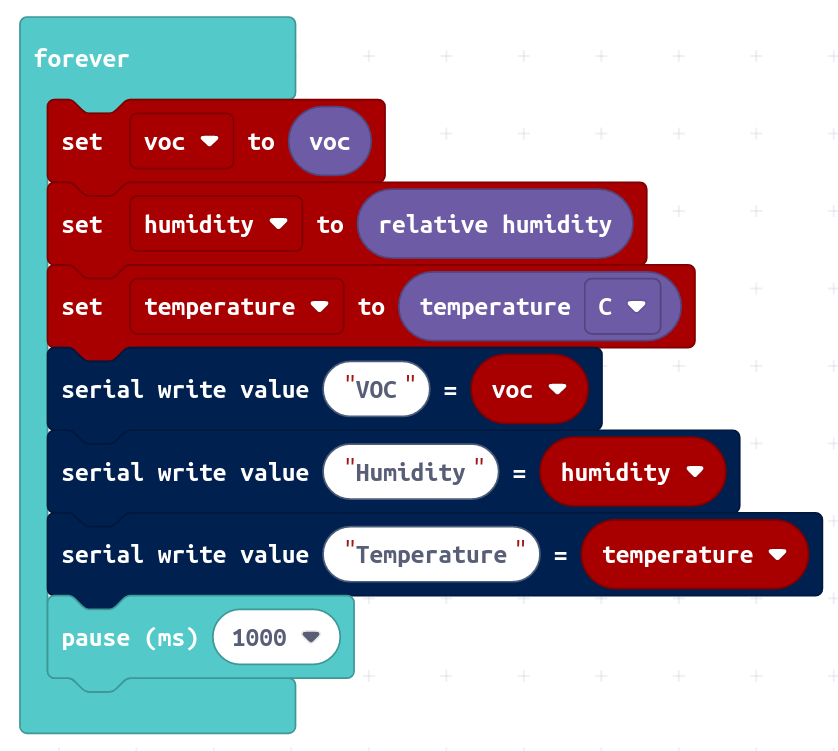 forever
set voc to voc
set humidity to relative humidity
set temperature to temperature C
serial write value "VOC" = voc
serial write value "Humidity" = humidity
serial write value "Temperature" = temperature
pause (ms) 1000